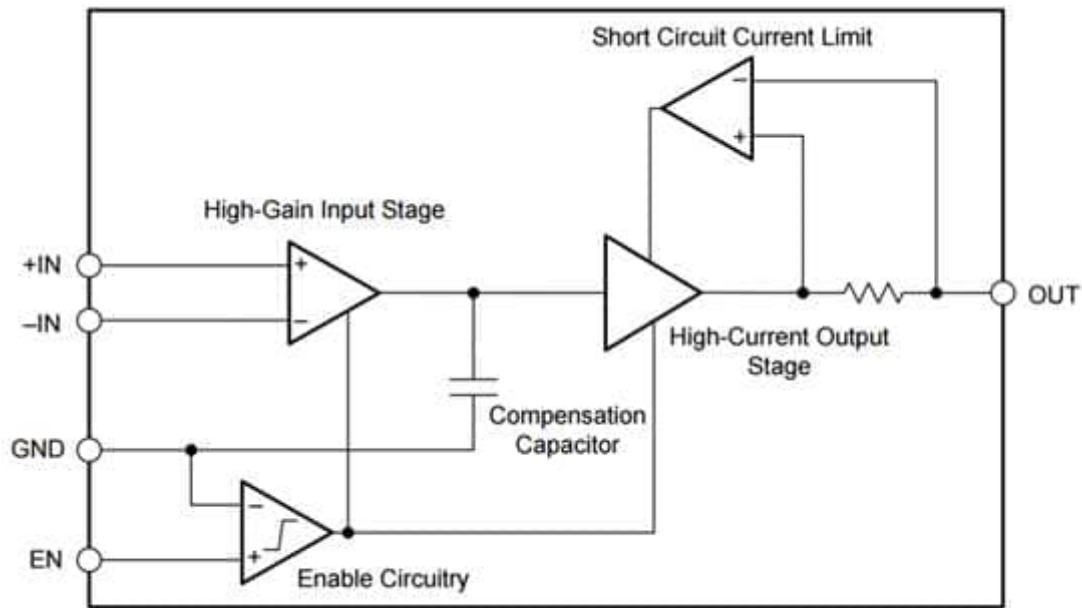 Short Circuit Current Limit
−
+
High-Gain Input Stage
+IN
+
–IN
−
OUT
High-Current Output
Stage
Compensation
Capacitor
GND
−
+
EN
Enable Circuitry